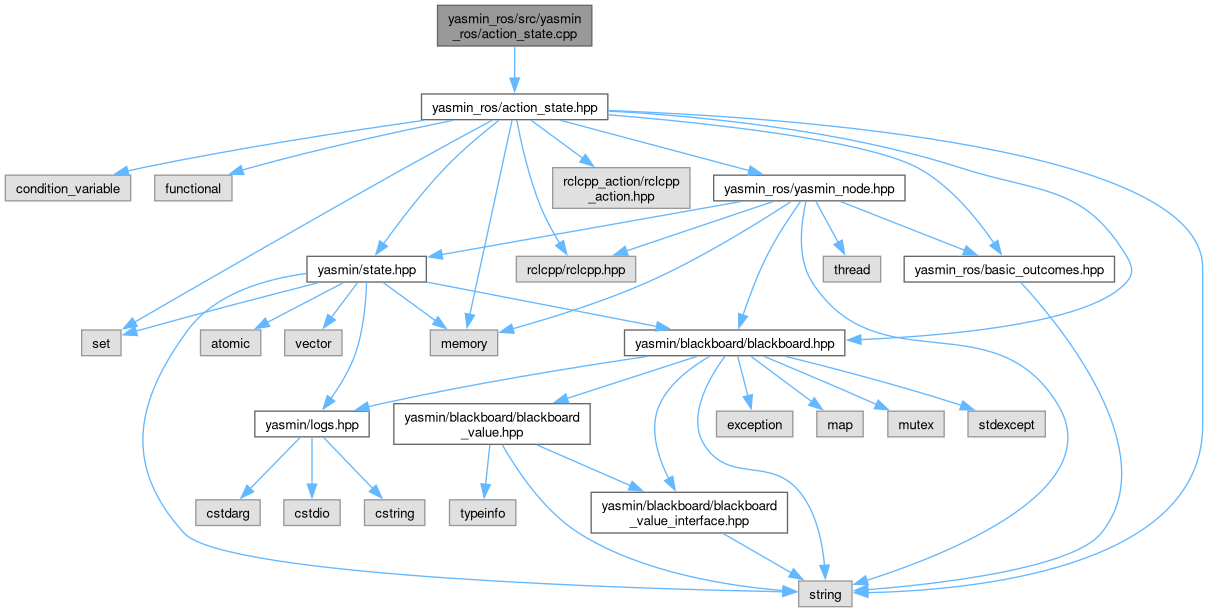 yasmin_ros/src/yasmin
_ros/action_state.cpp
yasmin_ros/action_state.hpp
condition_variable
functional
rclcpp_action/rclcpp
_action.hpp
yasmin_ros/yasmin_node.hpp
yasmin/state.hpp
rclcpp/rclcpp.hpp
thread
yasmin_ros/basic_outcomes.hpp
set
atomic
vector
memory
yasmin/blackboard/blackboard.hpp
yasmin/logs.hpp
yasmin/blackboard/blackboard
_value.hpp
exception
map
mutex
stdexcept
cstdarg
cstdio
cstring
typeinfo
yasmin/blackboard/blackboard
_value_interface.hpp
string